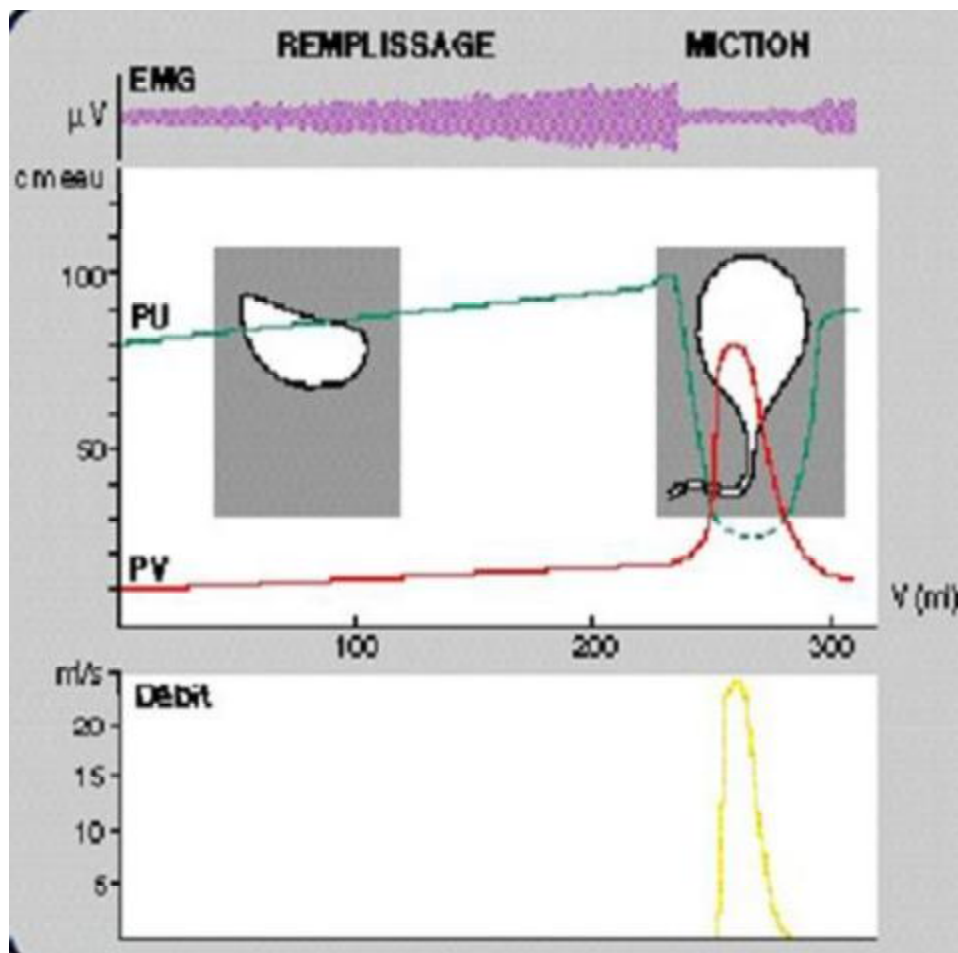 REMPLISSAGE MICTION
EMG
µV
cm eau
100
PU
50
PV
V (ml)
100 200 300
ml/s
Débit
20
15
10
5